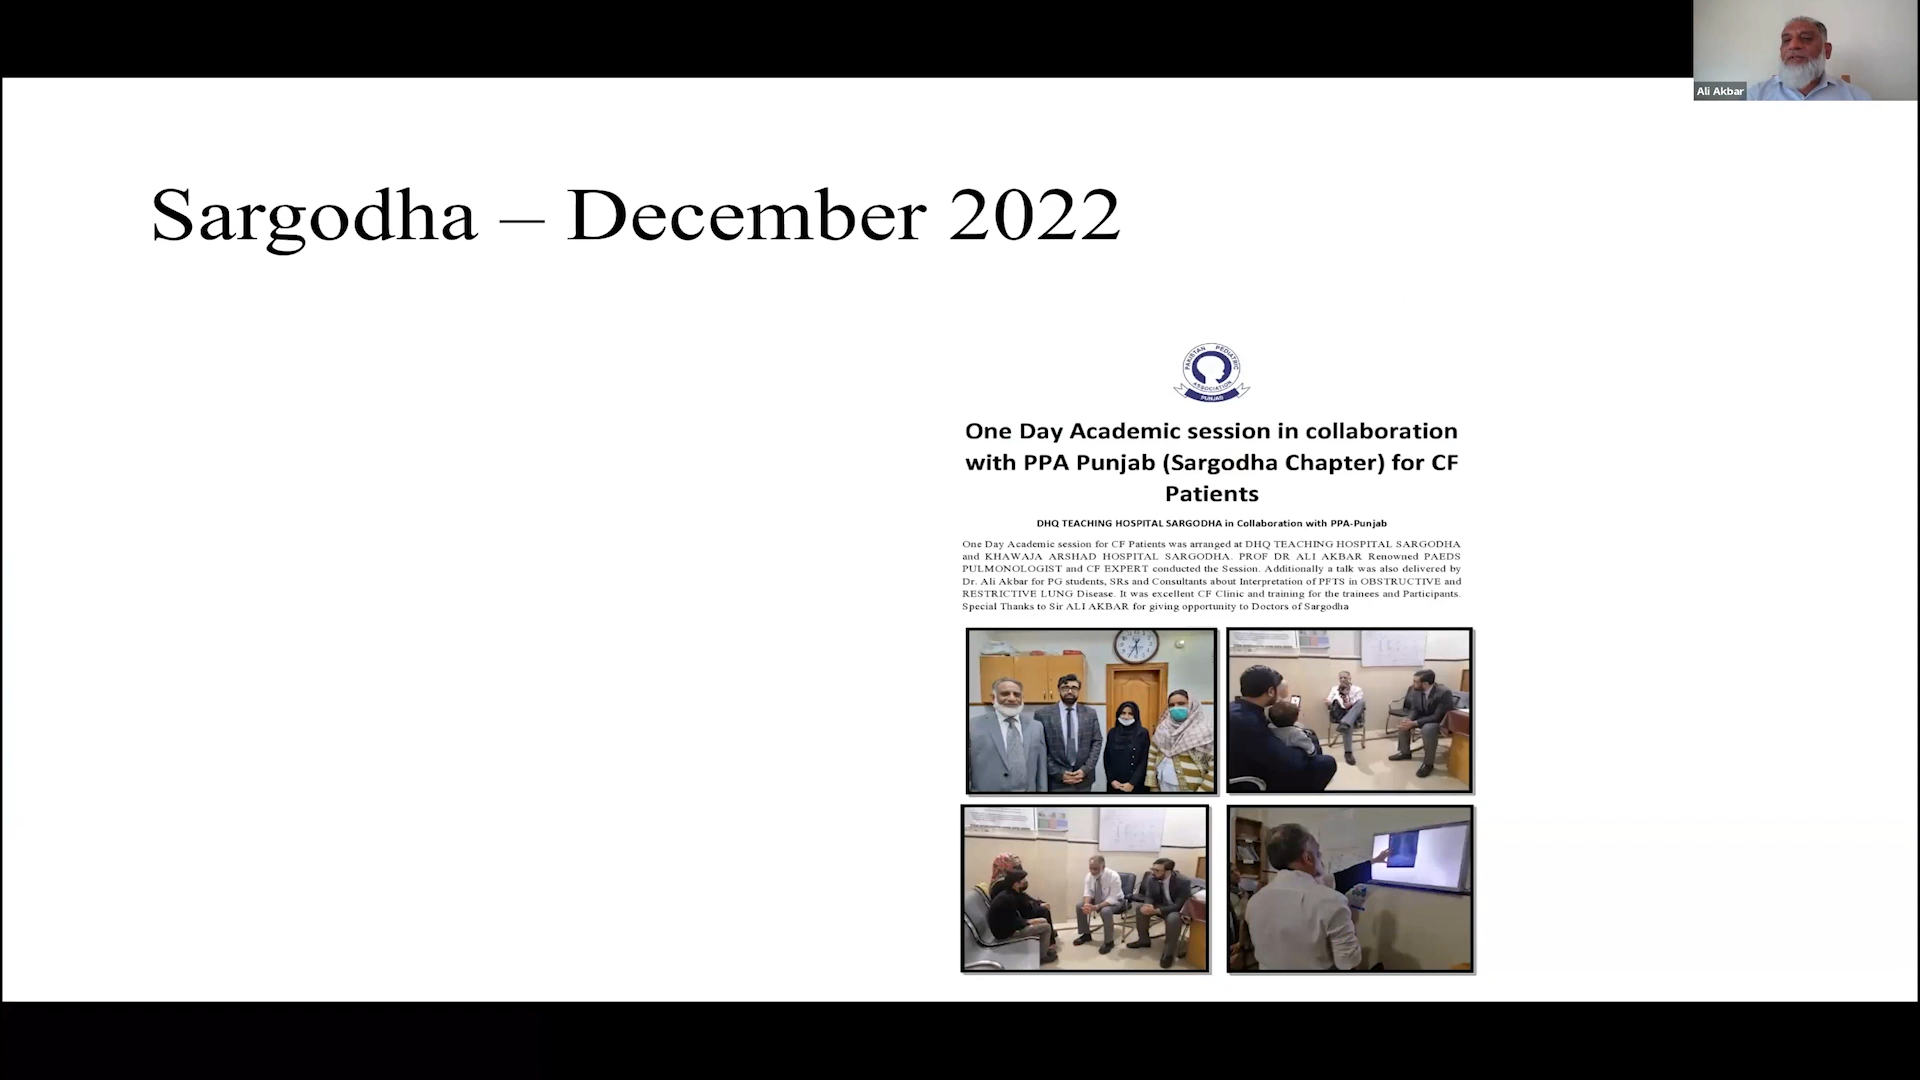 Ali Akbar
Sargodha – December 2022
PAKISTAN PEDIATRIC
ASSOCIATION
PUNJAB
One Day Academic session in collaboration
with PPA Punjab (Sargodha Chapter) for CF
Patients
DHQ TEACHING HOSPITAL SARGODHA in Collaboration with PPA-Punjab
One Day Academic session for CF Patients was arranged at DHQ TEACHING HOSPITAL SARGODHA
and KHAWAJA ARSHAD HOSPITAL SARGODHA. PROF DR ALI AKBAR Renowned PAEDS
PULMONOLOGIST and CF EXPERT conducted the Session. Additionally a talk was also delivered by
Dr. Ali Akbar for PG students, SRs and Consultants about Interpretation of PFTS in OBSTRUCTIVE and
RESTRICTIVE LUNG Disease. It was excellent CF Clinic and training for the trainees and Participants.
Special Thanks to Sir ALI AKBAR for giving opportunity to Doctors of Sargodha